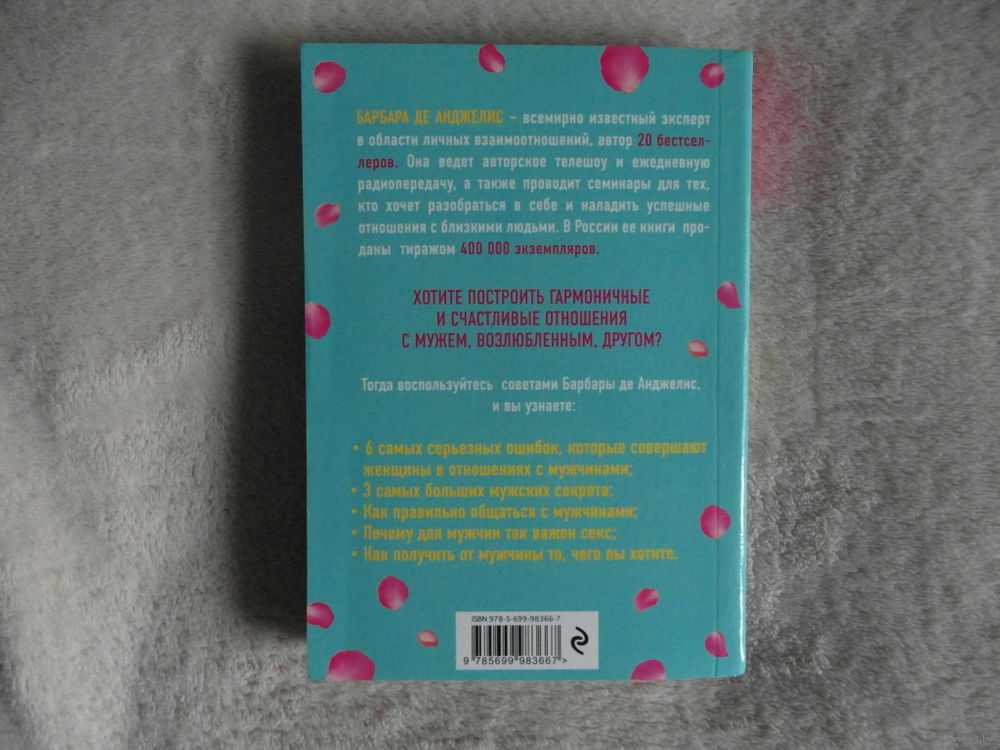 БАРБАРА ДЕ АНДЖЕЛИС – всемирно известный эксперт
в области личных взаимоотношений, автор 20 бестсел-
леров. Она ведет авторское телешоу и ежедневную
радиопередачу, а также проводит семинары для тех,
кто хочет разобраться в себе и наладить успешные
отношения с близкими людьми. В России ее книги про-
даны тиражом 400 000 экземпляров.
ХОТИТЕ ПОСТРОИТЬ ГАРМОНИЧНЫЕ
И СЧАСТЛИВЫЕ ОТНОШЕНИЯ
С МУЖЕМ, ВОЗЛЮБЛЕННЫМ, ДРУГОМ?
Тогда воспользуйтесь советами Барбары де Анджелис,
и вы узнаете:
• 6 самых серьезных ошибок, которые совершают
женщины в отношениях с мужчинами;
• 3 самых больших мужских секрета;
• Как правильно общаться с мужчинами;
• Почему для мужчин так важен секс;
• Как получить от мужчины то, чего вы хотите.
ISBN 978-5-699-98366-7
9 785699 983667 >